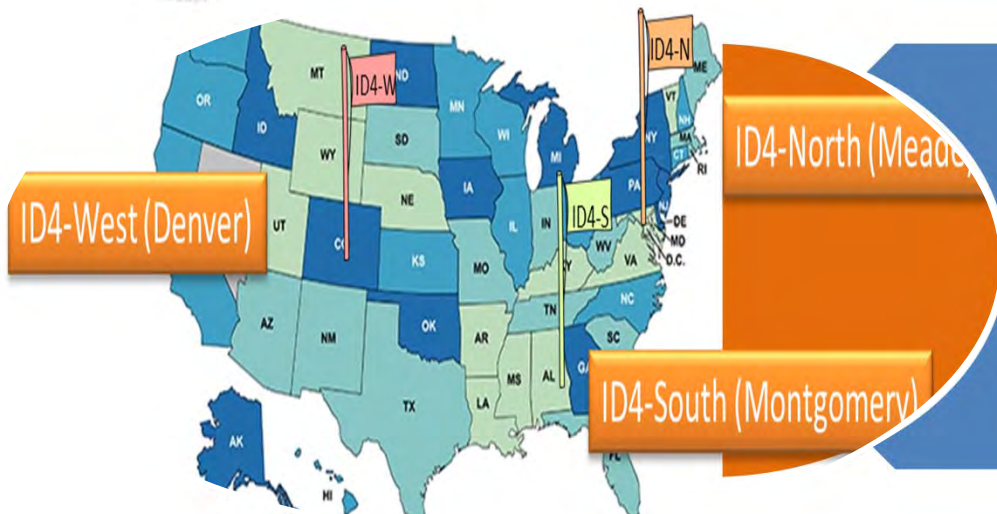 ID4-N
ME
ID4-W
MT
ND
OR
MN
VT
NH
ID
WI
NY
MA
ID4-North (Meade)
WY
SD
MI
CT
RI
IA
PA
NE
NJ
ID4-West (Denver)
UT
IL
IN
ID4-S
DE
CO
WV
MD
KS
MO
KY
VA
D.C.
NC
AZ
NM
OK
TN
AR
SC
MS
AL
GA
TX
LA
ID4-South (Montgomery)
AK
FL
HI